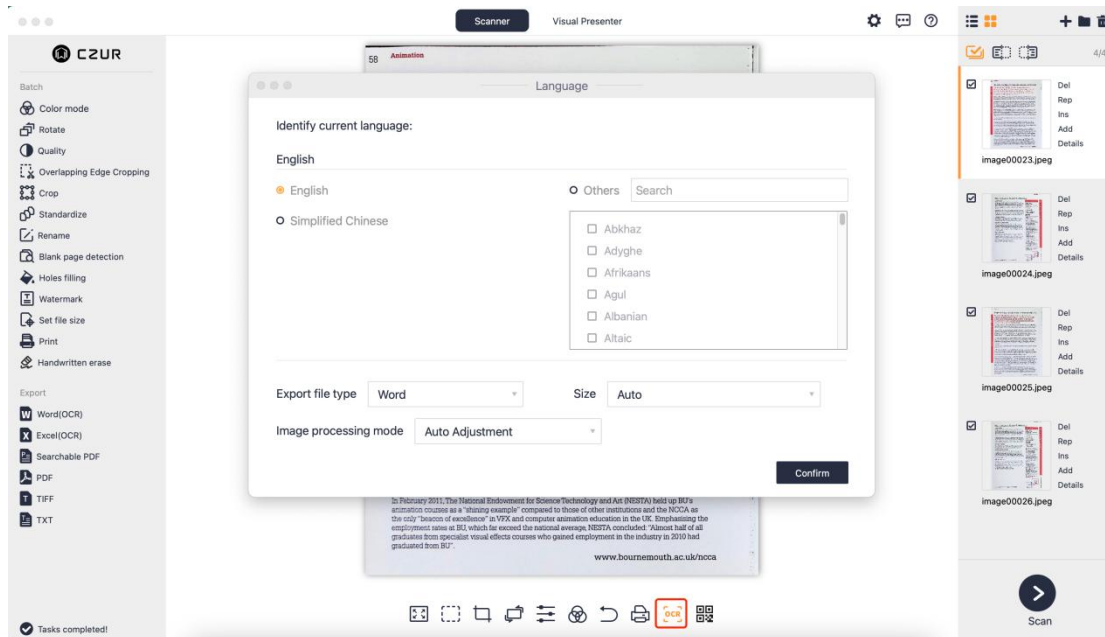 Scanner
Visual Presenter
CZUR
Batch
Color mode
Rotate
Quality
Overlapping Edge Cropping
Crop
Standardize
Rename
Blank page detection
Holes filling
Watermark
Set file size
Print
Handwritten erase
Export
W Word(OCR)
X Excel(OCR)
Searchable PDF
PDF
T TIFF
TXT
Tasks completed!
58 Animation
Language
Identify current language:
English
English
Others Search
Simplified Chinese
Abkhaz
Adyghe
Afrikaans
Agul
Albanian
Altaic
Export file type Word
Size Auto
Image processing mode Auto Adjustment
Confirm
In February 2011, The National Endowment for Science Technology and Art (NESTA) held up BU's
animation courses as a "shining example" compared to those of other institutions and the NCCA as
the only "beacon of excellence" in VFX and computer animation education in the UK. Emphasising the
employment rates at BU, which far exceed the national average, NESTA concluded: "Almost half of all
graduates from specialist visual effects courses who gained employment in the industry in 2010 had
graduated from BU".
www.bournemouth.ac.uk/ncca
OCR
4/4
Del
Rep
Ins
Add
Details
image00023.jpeg
Del
Rep
Ins
Add
Details
image00024.jpeg
Del
Rep
Ins
Add
Details
image00025.jpeg
Del
Rep
Ins
Add
Details
image00026.jpeg
Scan